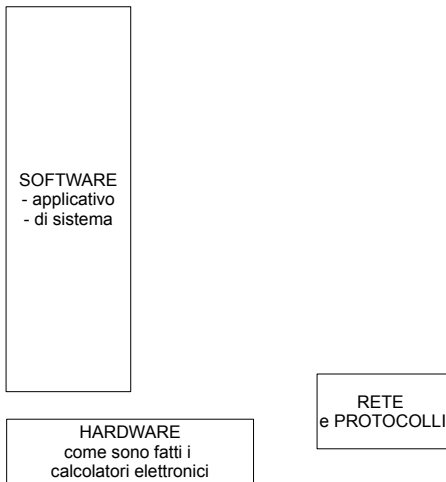 SOFTWARE
- applicativo
- di sistema
RETE
e PROTOCOLLI
HARDWARE
come sono fatti i
calcolatori elettronici